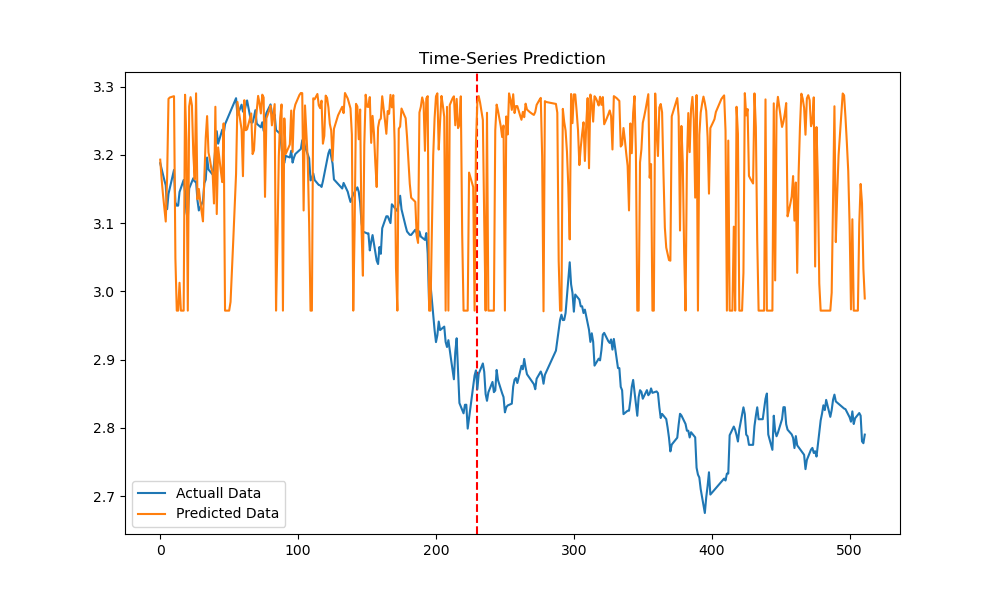 Time-Series Prediction
3.3
3.2
3.1
3.0
2.9
2.8
2.7
Actuall Data
Predicted Data
0 100 200 300 400 500